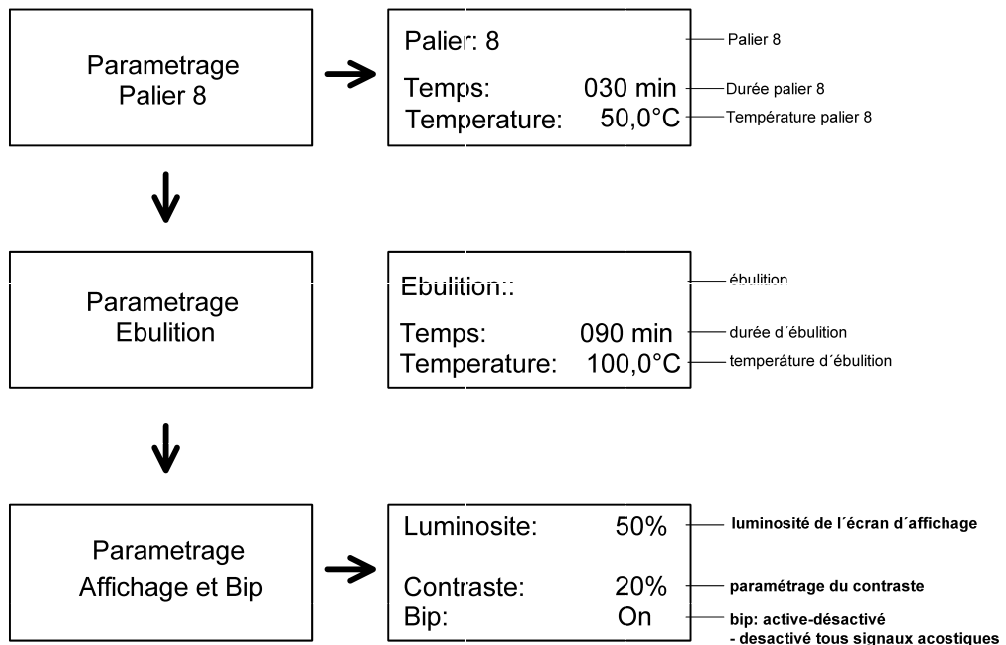 Parametrage
Palier 8
Palier: 8
Temps: 030 min
Temperature: 50,0°C
Palier 8
Durée palier 8
Température palier 8
Parametrage
Ebulition
Ebulition::
Temps: 090 min
Temperature: 100,0°C
ébulition
durée d´ébulition
temperáture d´ébulition
Parametrage
Affichage et Bip
Luminosite: 50%
Contraste: 20%
Bip: On
luminosité de l´écran d´affichage
paramétrage du contraste
bip: active-désactivé
- desactivé tous signaux acostiques